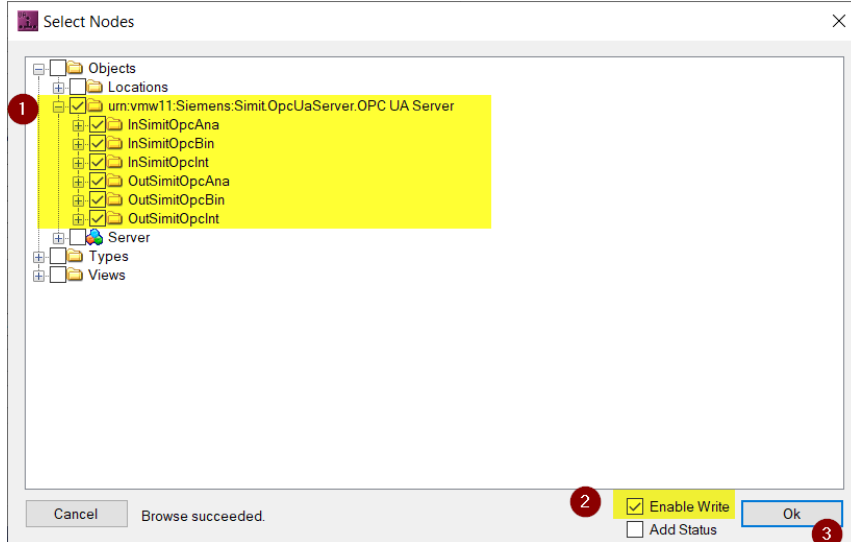 Select Nodes
Objects
Locations
1
urn:vmw11:Siemens:Simit.OpcUaServer.OPC UA Server
InSimitOpcAna
InSimitOpcBin
InSimitOpcInt
OutSimitOpcAna
OutSimitOpcBin
OutSimitOpcInt
Server
Types
Views
Cancel
Browse succeeded.
2
Enable Write
Ok
Add Status
3